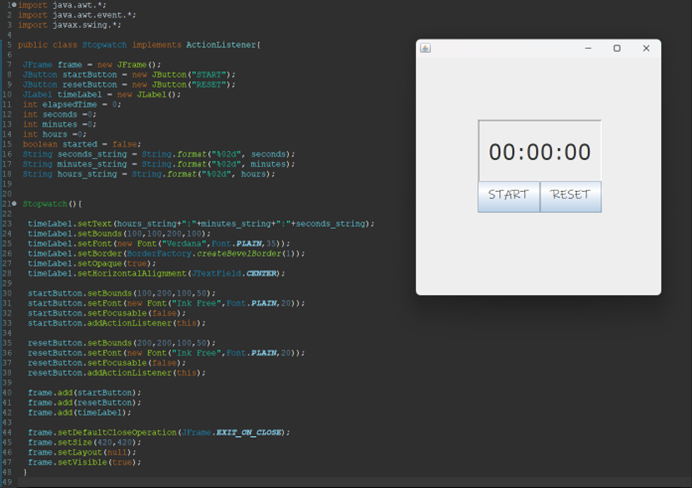 1 import java.awt.*;
2 import java.awt.event.*;
3 import javax.swing.*;
4
5 public class Stopwatch implements ActionListener{
6
7 JFrame frame = new JFrame();
8 JButton startButton = new JButton("START");
9 JButton resetButton = new JButton("RESET");
10 JLabel timeLabel = new JLabel();
11 int elapsedTime = 0;
12 int seconds =0;
13 int minutes =0;
14 int hours =0;
15 boolean started = false;
16 String seconds_string = String.format("%02d", seconds);
17 String minutes_string = String.format("%02d", minutes);
18 String hours_string = String.format("%02d", hours);
19
20
21 Stopwatch(){
22
23 timeLabel.setText(hours_string+":"+minutes_string+":"+seconds_string);
24 timeLabel.setBounds(100,100,200,100);
25 timeLabel.setFont(new Font("Verdana",Font.PLAIN,35));
26 timeLabel.setBorder(BorderFactory.createBevelBorder(1));
27 timeLabel.setOpaque(true);
28 timeLabel.setHorizontalAlignment(JTextField.CENTER);
29
30 startButton.setBounds(100,200,100,50);
31 startButton.setFont(new Font("Ink Free",Font.PLAIN,20));
32 startButton.setFocusable(false);
33 startButton.addActionListener(this);
34
35 resetButton.setBounds(200,200,100,50);
36 resetButton.setFont(new Font("Ink Free",Font.PLAIN,20));
37 resetButton.setFocusable(false);
38 resetButton.addActionListener(this);
39
40 frame.add(startButton);
41 frame.add(resetButton);
42 frame.add(timeLabel);
43
44 frame.setDefaultCloseOperation(JFrame.EXIT_ON_CLOSE);
45 frame.setSize(420,420);
46 frame.setLayout(null);
47 frame.setVisible(true);
48 }
49
00:00:00
START RESET